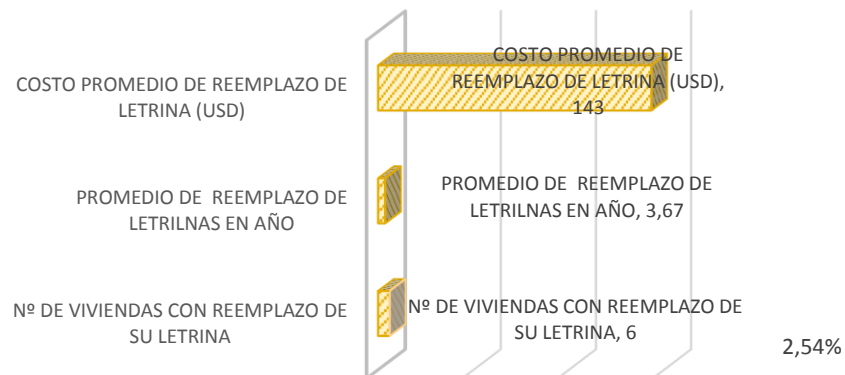 COSTO PROMEDIO DE REEMPLAZO DE
LETRINA (USD)
COSTO PROMEDIO DE
REEMPLAZO DE LETRINA (USD),
143
PROMEDIO DE  REEMPLAZO DE
LETRILNAS EN AÑO
PROMEDIO DE  REEMPLAZO DE
LETRILNAS EN AÑO, 3,67
Nº DE VIVIENDAS CON REEMPLAZO DE
SU LETRINA
Nº DE VIVIENDAS CON REEMPLAZO DE
SU LETRINA, 6
2,54%